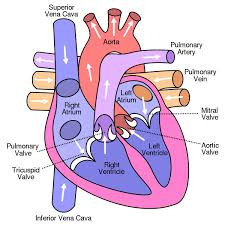 Superior
Vena Cava
Aorta
Pulmonary
Artery
Pulmonary
Vein
Right
Atrium
Left
Atrium
Mitral
Valve
Pulmonary
Valve
Aortic
Valve
Tricuspid
Valve
Left
Ventricle
Right
Ventricle
Inferior Vena Cava